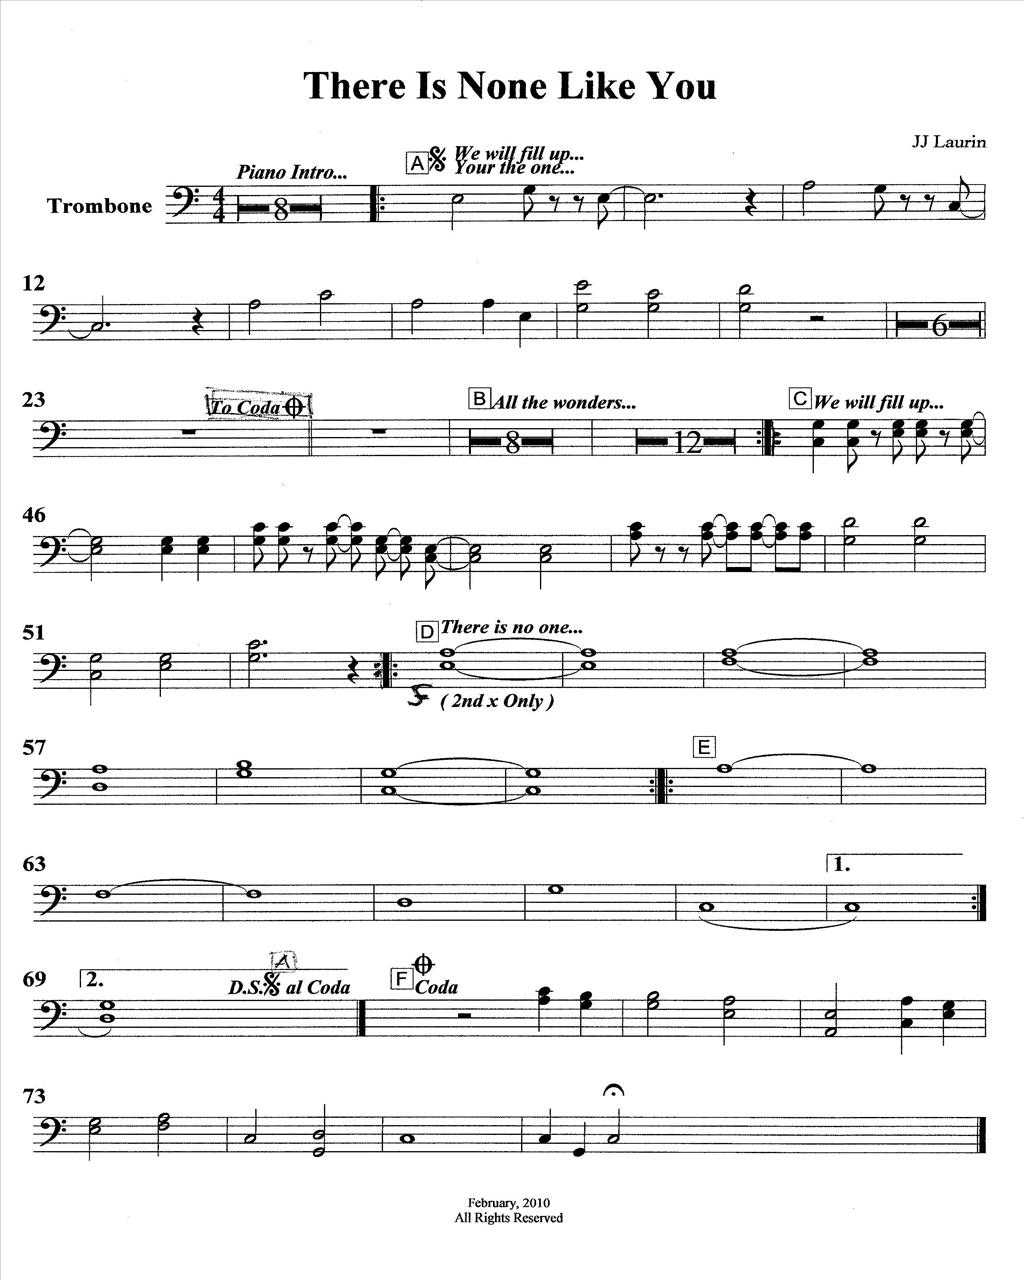 There Is None Like You
JJ Laurin
A We will fill up...
Piano Intro... Your the one...
Trombone 4/4 8
12
6
23 To Coda B All the wonders... C We will fill up...
8 12
46
51 D There is no one...
F ( 2nd x Only )
57 E
63 1.
69 2. A
D.S. al Coda F Coda
73
February, 2010
All Rights Reserved